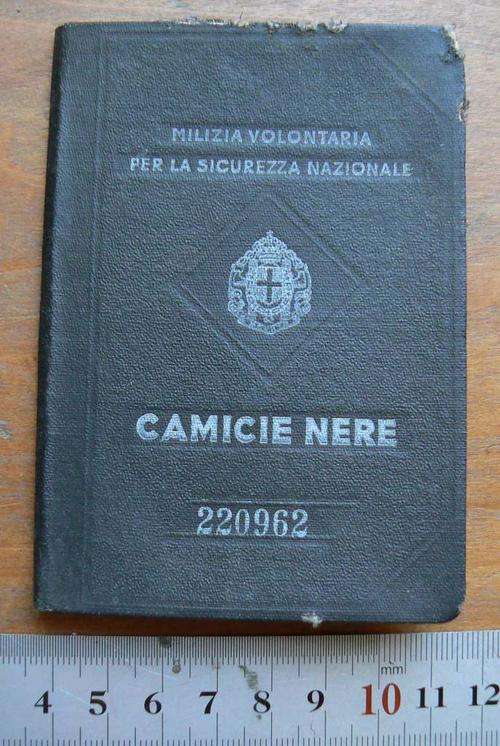 MILIZIA VOLONTARIA
PER LA SICUREZZA NAZIONALE
CAMICIE NERE
220962
mm
4 5 6 7 8 9 10 11 12